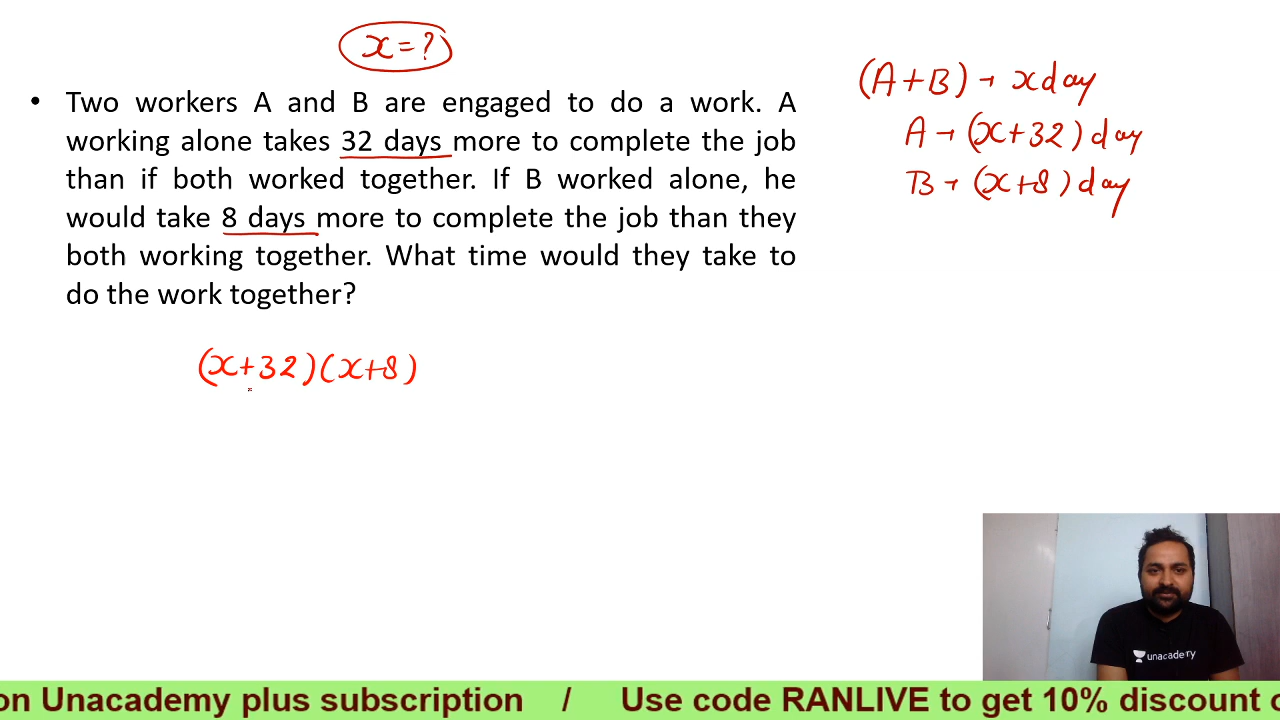 x = ?
• Two workers A and B are engaged to do a work. A
working alone takes 32 days more to complete the job
than if both worked together. If B worked alone, he
would take 8 days more to complete the job than they
both working together. What time would they take to
do the work together?
(A+B) → x day
A → (x+32) day
B → (x+8) day
(x+32)(x+8)
unacademy
on Unacademy plus subscription / Use code RANLIVE to get 10% discount